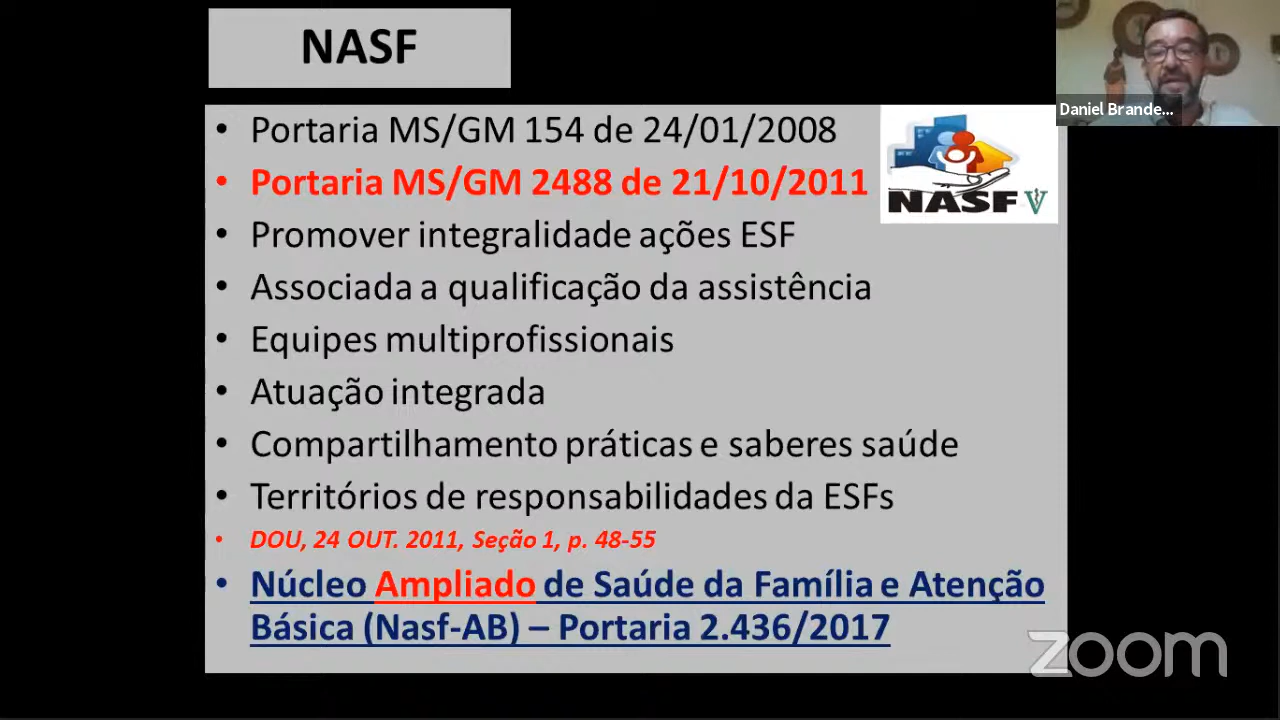 NASF
Daniel Brande...
• Portaria MS/GM 154 de 24/01/2008
• Portaria MS/GM 2488 de 21/10/2011
NASF V
• Promover integralidade ações ESF
• Associada a qualificação da assistência
• Equipes multiprofissionais
• Atuação integrada
• Compartilhamento práticas e saberes saúde
• Territórios de responsabilidades da ESFs
• DOU, 24 OUT. 2011, Seção 1, p. 48-55
• Núcleo Ampliado de Saúde da Família e Atenção
Básica (Nasf-AB) – Portaria 2.436/2017
zoom